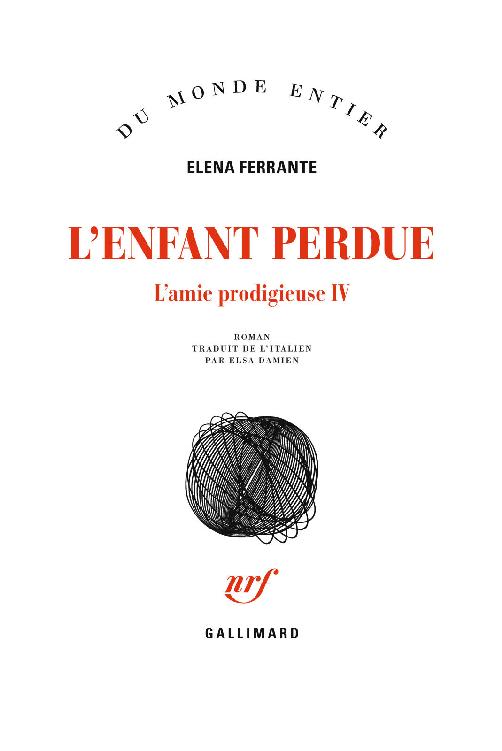 DU MONDE ENTIER
ELENA FERRANTE
L'ENFANT PERDUE
L'amie prodigieuse IV
ROMAN
TRADUIT DE L'ITALIEN
PAR ELSA DAMIEN
nrf
GALLIMARD